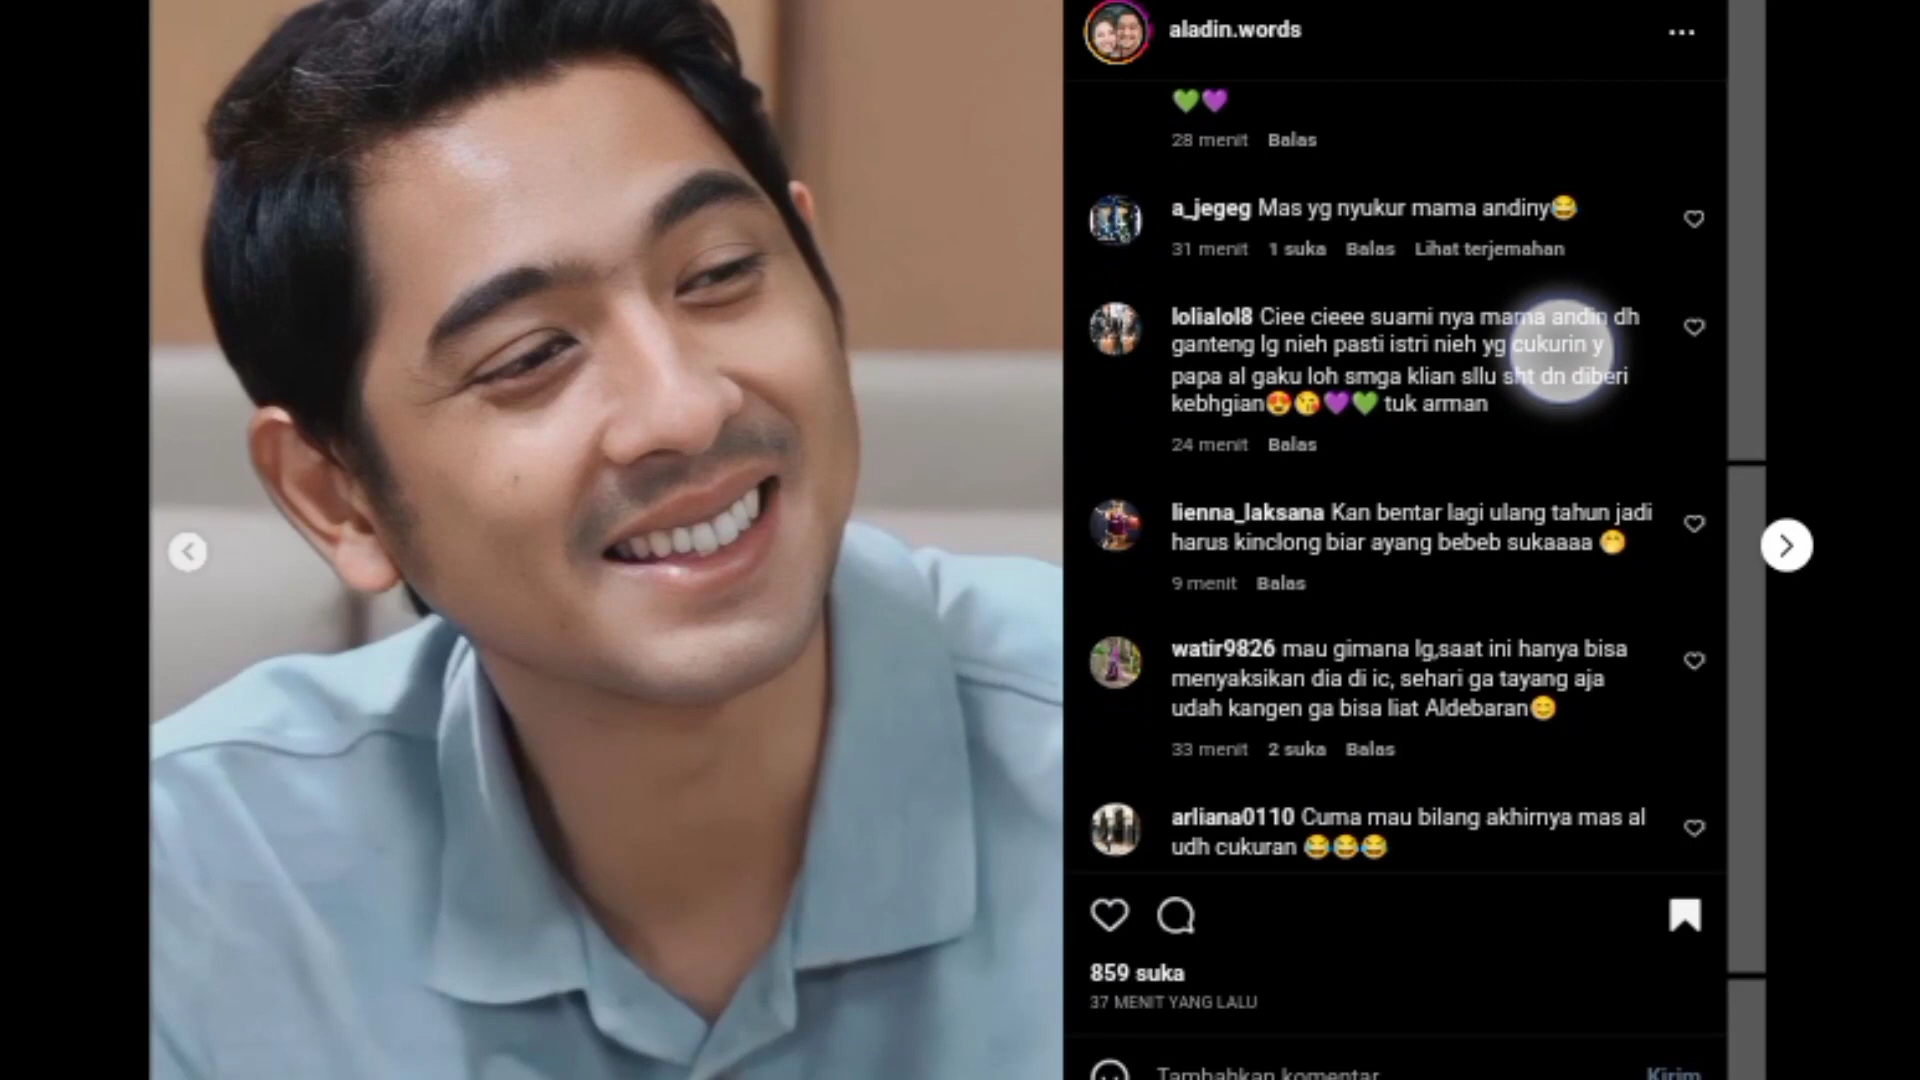 aladin.words
💚💜
28 menit Balas
a_jegeg Mas yg nyukur mama andiny😂
31 menit 1 suka Balas Lihat terjemahan
lolialol8 Ciee cieee suami nya mama andin dh
ganteng lg nieh pasti istri nieh yg cukurin y
papa al gaku loh smga klian sllu sht dn diberi
kebhgian😍😘💜💚 tuk arman
24 menit Balas
lienna_laksana Kan bentar lagi ulang tahun jadi
harus kinclong biar ayang bebeb sukaaaa 🤭
9 menit Balas
watir9826 mau gimana lg,saat ini hanya bisa
menyaksikan dia di ic, sehari ga tayang aja
udah kangen ga bisa liat Aldebaran😊
33 menit 2 suka Balas
arliana0110 Cuma mau bilang akhirnya mas al
udh cukuran 😂😂😂
859 suka
37 MENIT YANG LALU
Tambahkan komentar
Kirim